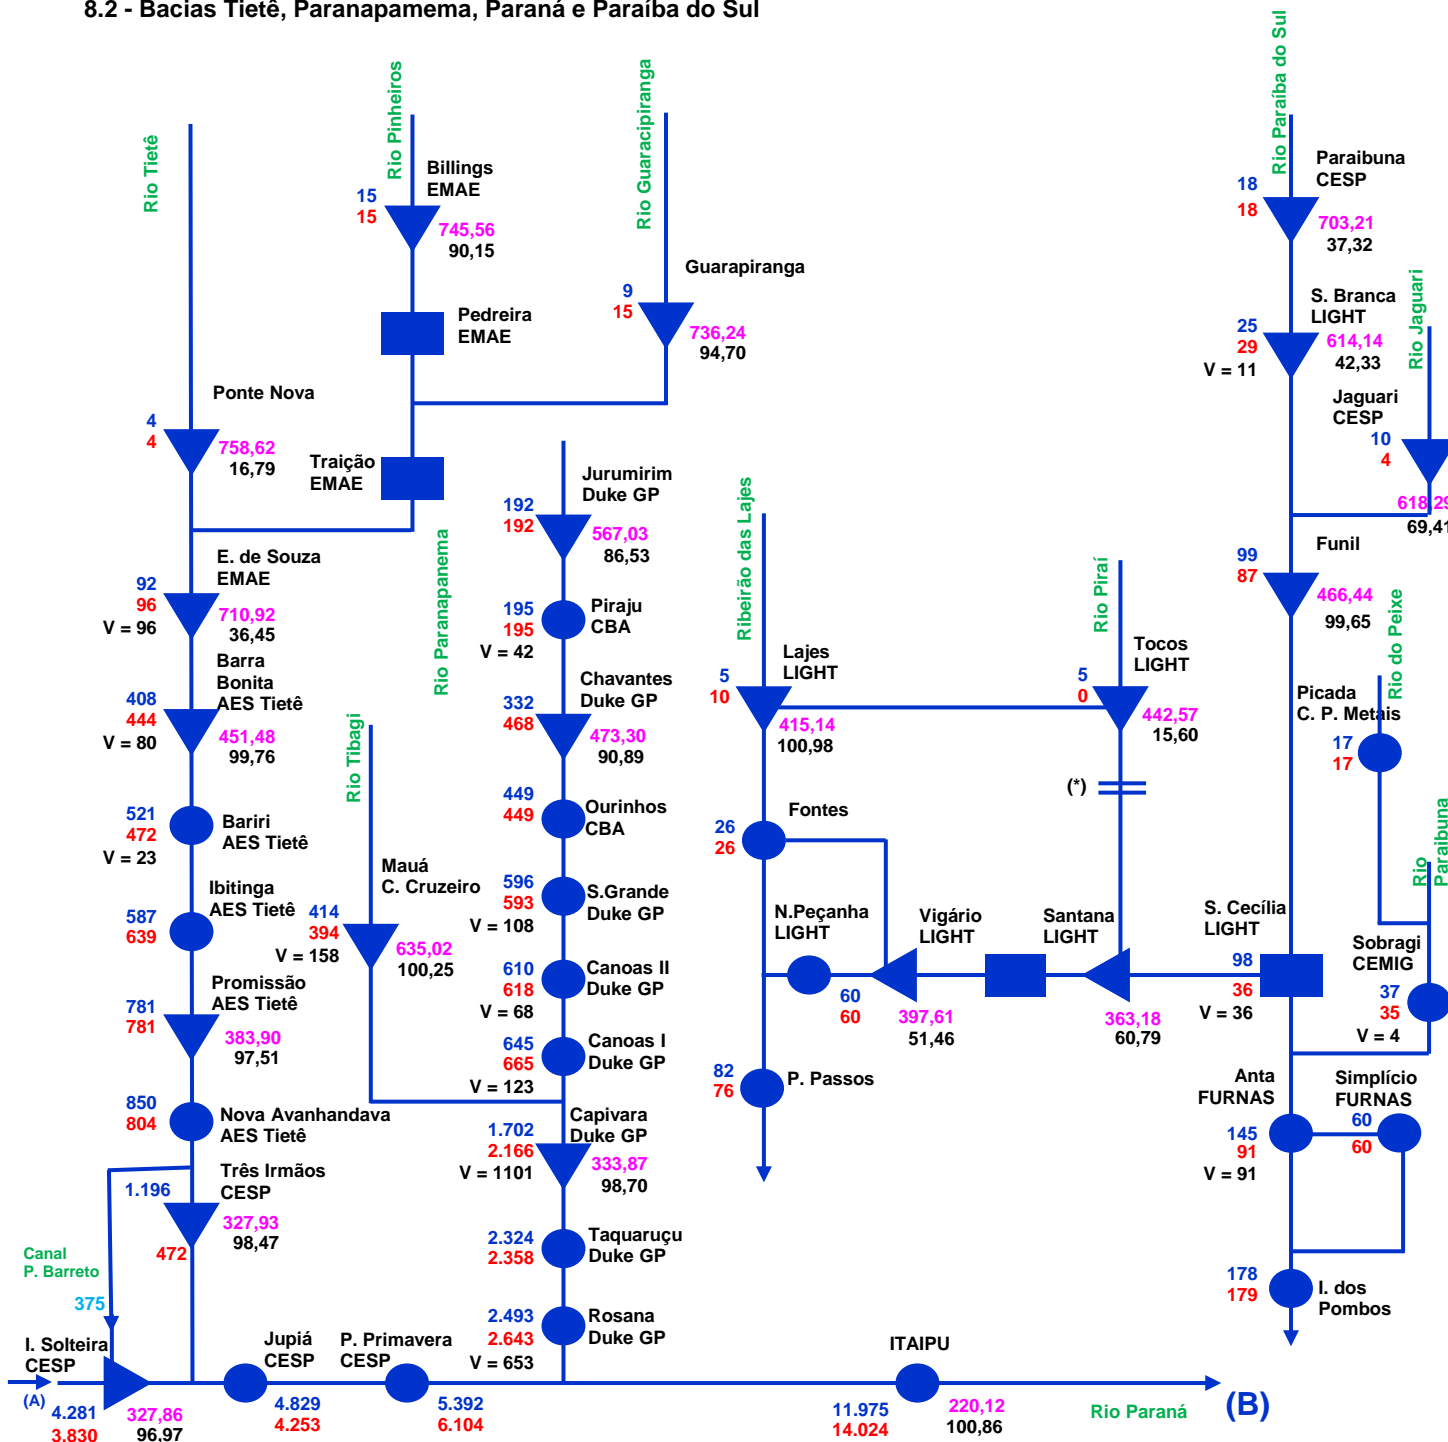 8.2 - Bacias Tietê, Paranapamema, Paraná e Paraíba do Sul
Rio Tietê
Rio Pinheiros
Rio Guaracipiranga
Rio Paraíba do Sul
Billings
EMAE
15
15
745,56
90,15
Guarapiranga
9
15
736,24
94,70
Pedreira
EMAE
Ponte Nova
4
4
758,62
16,79
Traição
EMAE
E. de Souza
EMAE
92
96
V = 96
710,92
36,45
Barra
Bonita
AES Tietê
408
444
V = 80
451,48
99,76
521
472
V = 23
Bariri
AES Tietê
Ibitinga
AES Tietê
587
639
Promissão
AES Tietê
781
781
383,90
97,51
850
804
Nova Avanhandava
AES Tietê
Três Irmãos
CESP
1.196
327,93
98,47
472
Canal
P. Barreto
375
I. Solteira
CESP
(A)
4.281
3.830
327,86
96,97
Jupiá
CESP
4.829
4.253
P. Primavera
CESP
5.392
6.104
Rio Paranapanema
Jurumirim
Duke GP
192
192
567,03
86,53
195
195
V = 42
Piraju
CBA
Chavantes
Duke GP
332
468
473,30
90,89
449
449
Ourinhos
CBA
596
593
V = 108
S.Grande
Duke GP
610
618
V = 68
Canoas II
Duke GP
645
665
V = 123
Canoas I
Duke GP
Rio Tibagi
Mauá
C. Cruzeiro
414
394
V = 158
635,02
100,25
Capivara
Duke GP
1.702
2.166
V = 1101
333,87
98,70
2.324
2.358
Taquaruçu
Duke GP
2.493
2.643
V = 653
Rosana
Duke GP
ITAIPU
11.975
14.024
220,12
100,86
Rio Paraná
(B)
Ribeirão das Lajes
Lajes
LIGHT
5
10
415,14
100,98
Rio Piraí
Tocos
LIGHT
5
0
442,57
15,60
(*)
Fontes
26
26
N.Peçanha
LIGHT
60
60
Vigário
LIGHT
397,61
51,46
Santana
LIGHT
363,18
60,79
S. Cecília
LIGHT
98
36
V = 36
82
76
P. Passos
Paraibuna
CESP
18
18
703,21
37,32
S. Branca
LIGHT
25
29
V = 11
614,14
42,33
Rio Jaguari
Jaguari
CESP
10
4
618,29
69,41
Funil
99
87
466,44
99,65
Rio do Peixe
Picada
C. P. Metais
17
17
Rio
Paraibuna
Sobragi
CEMIG
37
35
V = 4
Anta
FURNAS
145
91
V = 91
Simplício
FURNAS
60
60
178
179
I. dos
Pombos